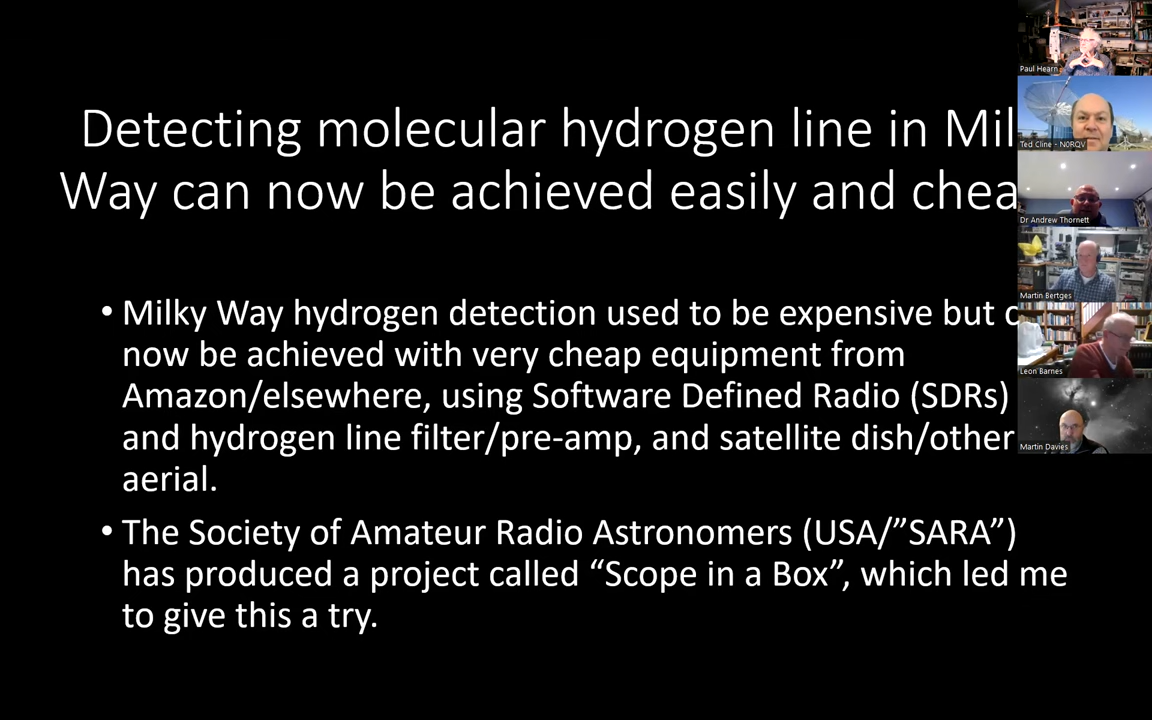 Detecting molecular hydrogen line in Mil
Way can now be achieved easily and chea
• Milky Way hydrogen detection used to be expensive but c
now be achieved with very cheap equipment from
Amazon/elsewhere, using Software Defined Radio (SDRs)
and hydrogen line filter/pre-amp, and satellite dish/other
aerial.
• The Society of Amateur Radio Astronomers (USA/”SARA”)
has produced a project called “Scope in a Box”, which led me
to give this a try.
Paul Hearn
Ted Cline - N0RQV
Dr Andrew Thornett
Martin Bertges
Leon Barnes
Martin Davies